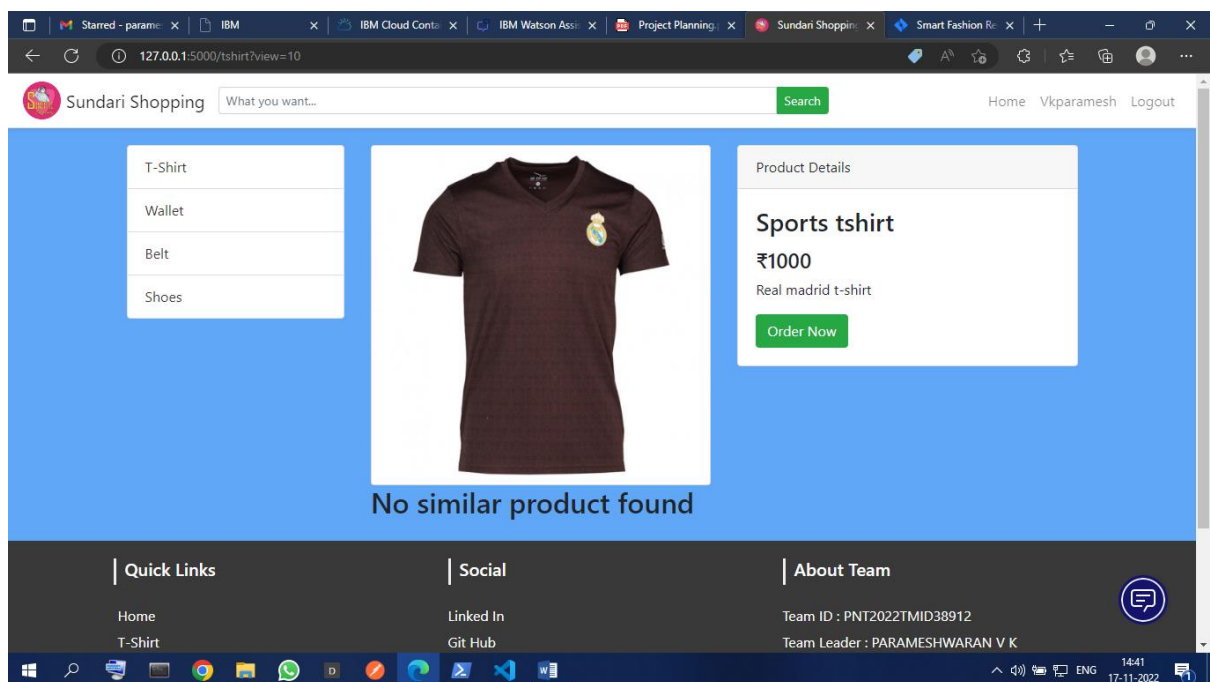 Starred - parame
IBM
IBM Cloud Conta
IBM Watson Assi
Project Planning.
Sundari Shopping
Smart Fashion Re
127.0.0.1:5000/tshirt?view=10
Sundari Shopping
What you want...
Search
Home Vkparamesh Logout
T-Shirt
Wallet
Belt
Shoes
No similar product found
Product Details
Sports tshirt
₹1000
Real madrid t-shirt
Order Now
Quick Links
Home
T-Shirt
Social
Linked In
Git Hub
About Team
Team ID : PNT2022TMID38912
Team Leader : PARAMESHWARAN V K
ENG
14:41
17-11-2022